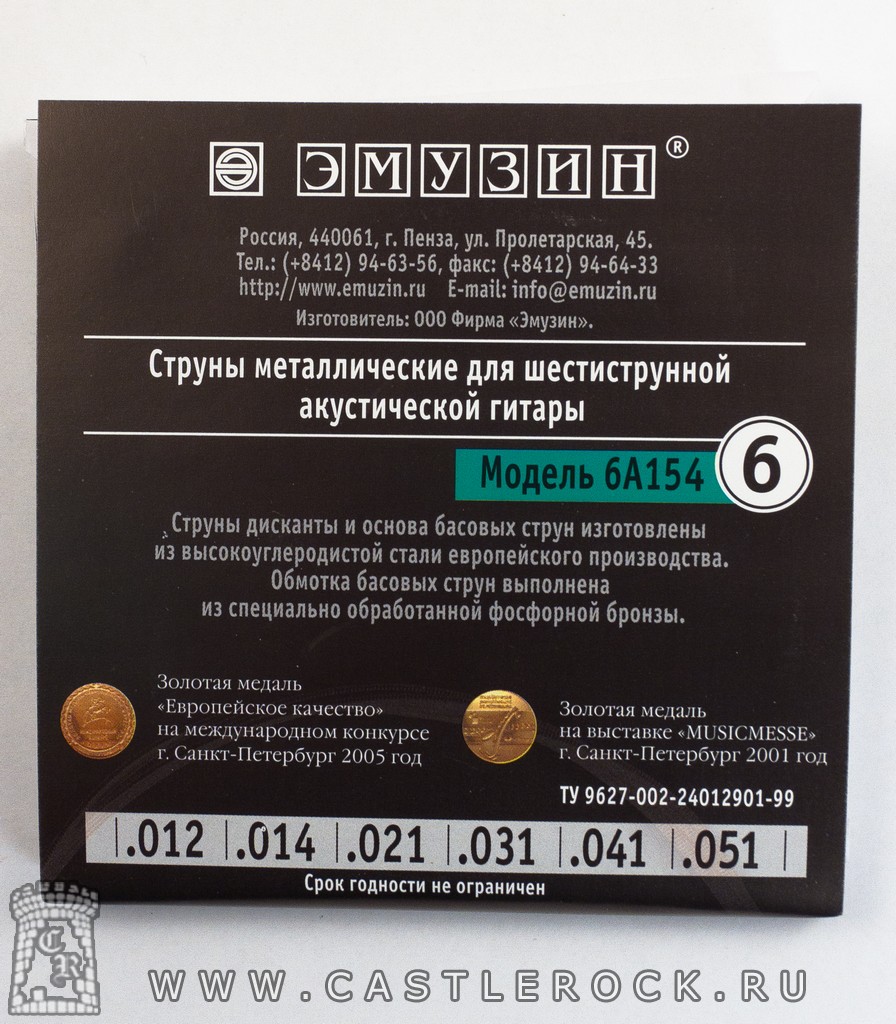 Э ЭМУЗИН®
Россия, 440061, г. Пенза, ул. Пролетарская, 45.
Тел.: (+8412) 94-63-56, факс: (+8412) 94-64-33
http://www.emuzin.ru E-mail: info@emuzin.ru
Изготовитель: ООО Фирма «Эмузин».
Струны металлические для шестиструнной
акустической гитары
Модель 6А154 6
Струны дисканты и основа басовых струн изготовлены
из высокоуглеродистой стали европейского производства.
Обмотка басовых струн выполнена
из специально обработанной фосфорной бронзы.
Золотая медаль
«Европейское качество»
на международном конкурсе
г. Санкт-Петербург 2005 год
Золотая медаль
на выставке «MUSICMESSE»
г. Санкт-Петербург 2001 год
ТУ 9627-002-24012901-99
.012 .014 .021 .031 .041 .051
Срок годности не ограничен
CR
WWW.CASTLEROCK.RU